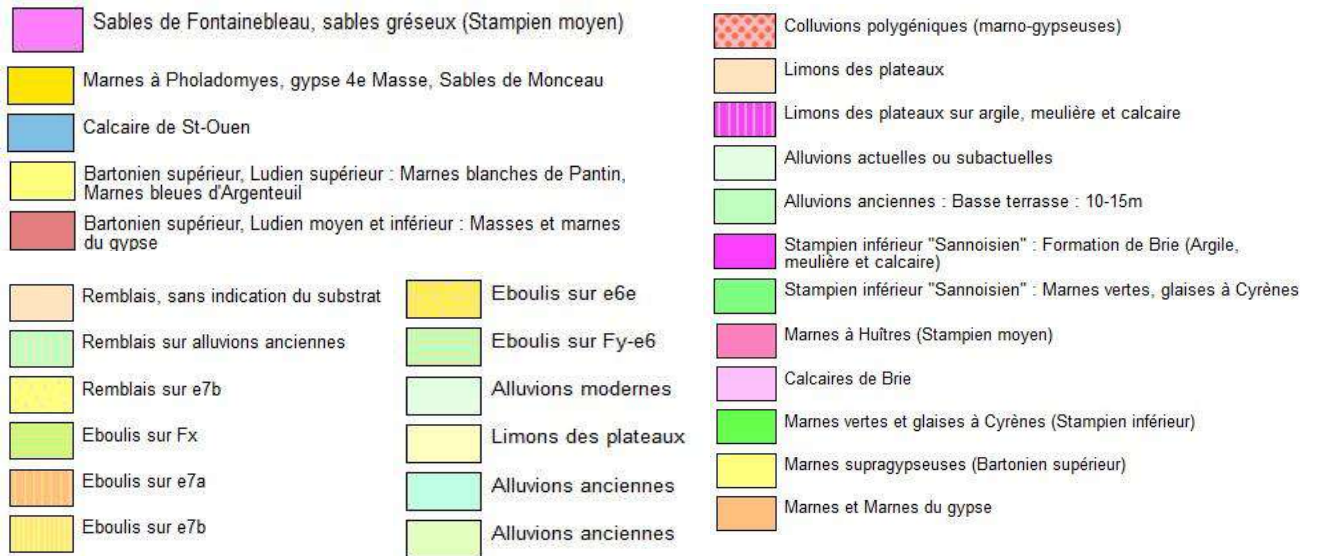 Sables de Fontainebleau, sables gréseux (Stampien moyen)
Marnes à Pholadomyes, gypse 4e Masse, Sables de Monceau
Calcaire de St-Ouen
Bartonien supérieur, Ludien supérieur : Marnes blanches de Pantin,
Marnes bleues d'Argenteuil
Bartonien supérieur, Ludien moyen et inférieur : Masses et marnes
du gypse
Remblais, sans indication du substrat
Remblais sur alluvions anciennes
Remblais sur e7b
Eboulis sur Fx
Eboulis sur e7a
Eboulis sur e7b
Eboulis sur e6e
Eboulis sur Fy-e6
Alluvions modernes
Limons des plateaux
Alluvions anciennes
Alluvions anciennes
Colluvions polygéniques (marno-gypseuses)
Limons des plateaux
Limons des plateaux sur argile, meulière et calcaire
Alluvions actuelles ou subactuelles
Alluvions anciennes : Basse terrasse : 10-15m
Stampien inférieur "Sannoisien" : Formation de Brie (Argile,
meulière et calcaire)
Stampien inférieur "Sannoisien" : Marnes vertes, glaises à Cyrènes
Marnes à Huîtres (Stampien moyen)
Calcaires de Brie
Marnes vertes et glaises à Cyrènes (Stampien inférieur)
Marnes supragypseuses (Bartonien supérieur)
Marnes et Marnes du gypse